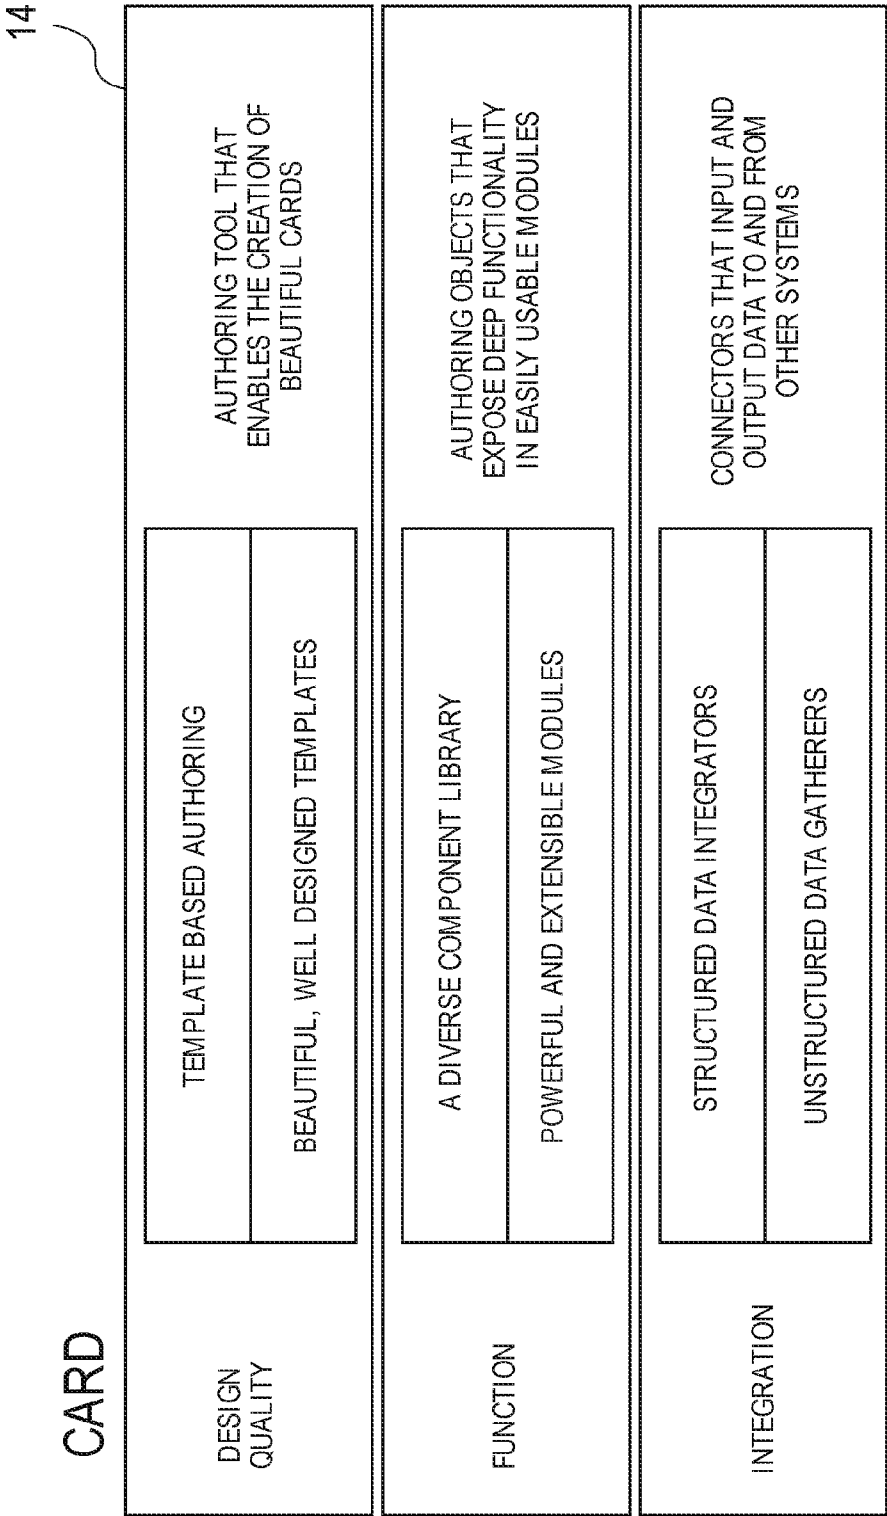 CARD
14
DESIGN
QUALITY
TEMPLATE BASED AUTHORING
BEAUTIFUL, WELL DESIGNED TEMPLATES
AUTHORING TOOL THAT
ENABLES THE CREATION OF
BEAUTIFUL CARDS
FUNCTION
A DIVERSE COMPONENT LIBRARY
POWERFUL AND EXTENSIBLE MODULES
AUTHORING OBJECTS THAT
EXPOSE DEEP FUNCTIONALITY
IN EASILY USABLE MODULES
INTEGRATION
STRUCTURED DATA INTEGRATORS
UNSTRUCTURED DATA GATHERERS
CONNECTORS THAT INPUT AND
OUTPUT DATA TO AND FROM
OTHER SYSTEMS